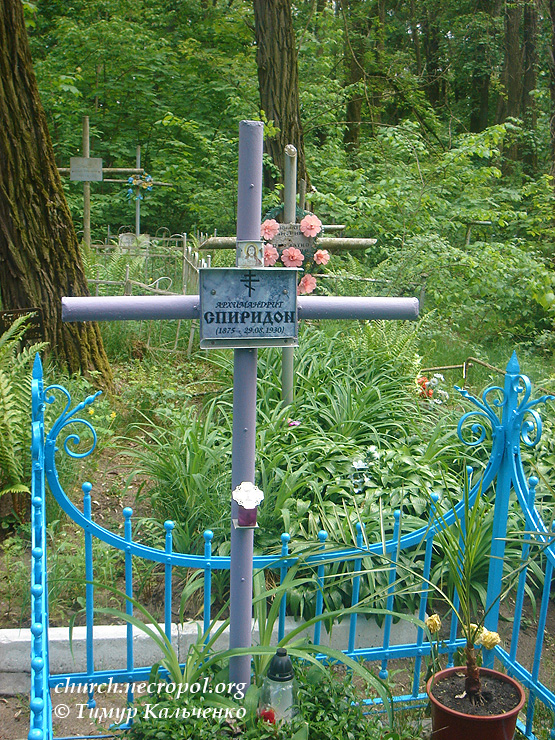 АРХИМАНДРИТ
СПИРИДОН
(1875 - 29.08.1930)
church.necropol.org
© Тимур Кальченко